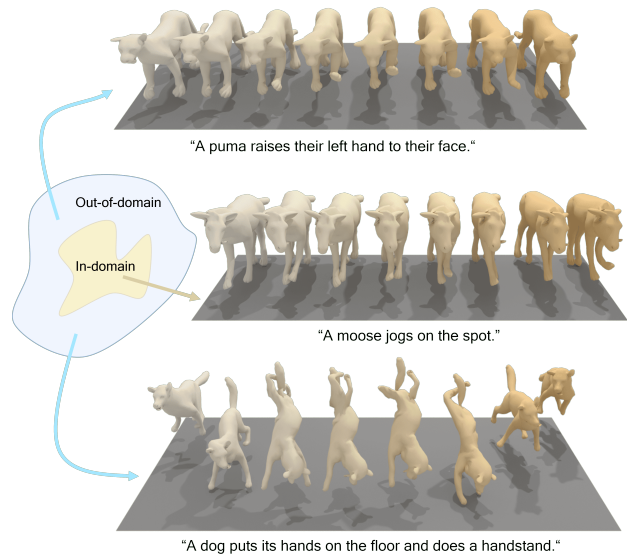 “A puma raises their left hand to their face.“
Out-of-domain
In-domain
“A moose jogs on the spot.”
“A dog puts its hands on the floor and does a handstand.“